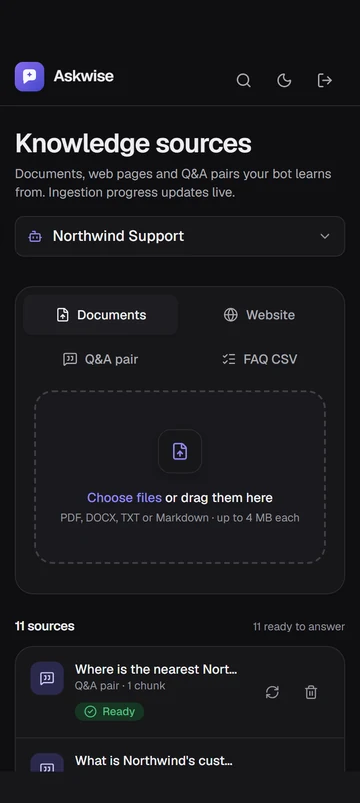 Askwise
Knowledge sources
Documents, web pages and Q&A pairs your bot learns
from. Ingestion progress updates live.
Northwind Support
Documents
Website
Q&A pair
FAQ CSV
Choose files or drag them here
PDF, DOCX, TXT or Markdown · up to 4 MB each
11 sources
11 ready to answer
Where is the nearest Nort...
Q&A pair · 1 chunk
Ready
What is Northwind's cust...